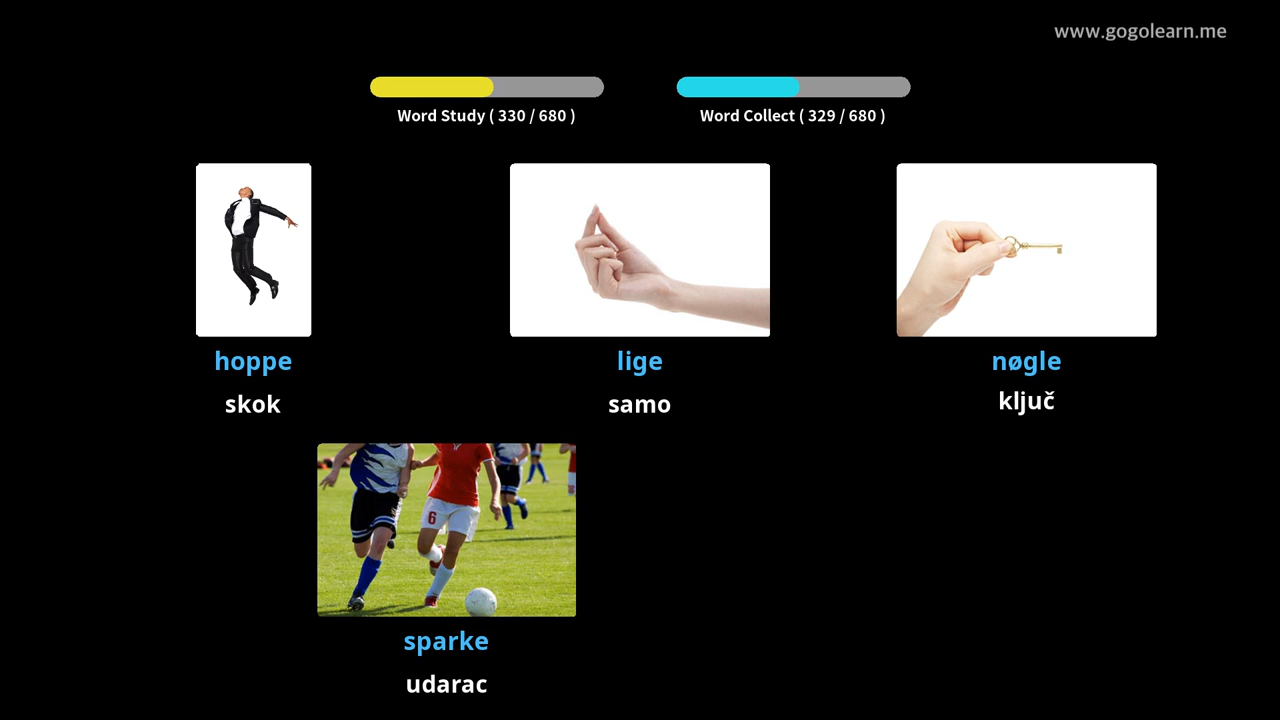 www.gogolearn.me
Word Study ( 330 / 680 )
Word Collect ( 329 / 680 )
hoppe
skok
lige
samo
nøgle
ključ
6
sparke
udarac